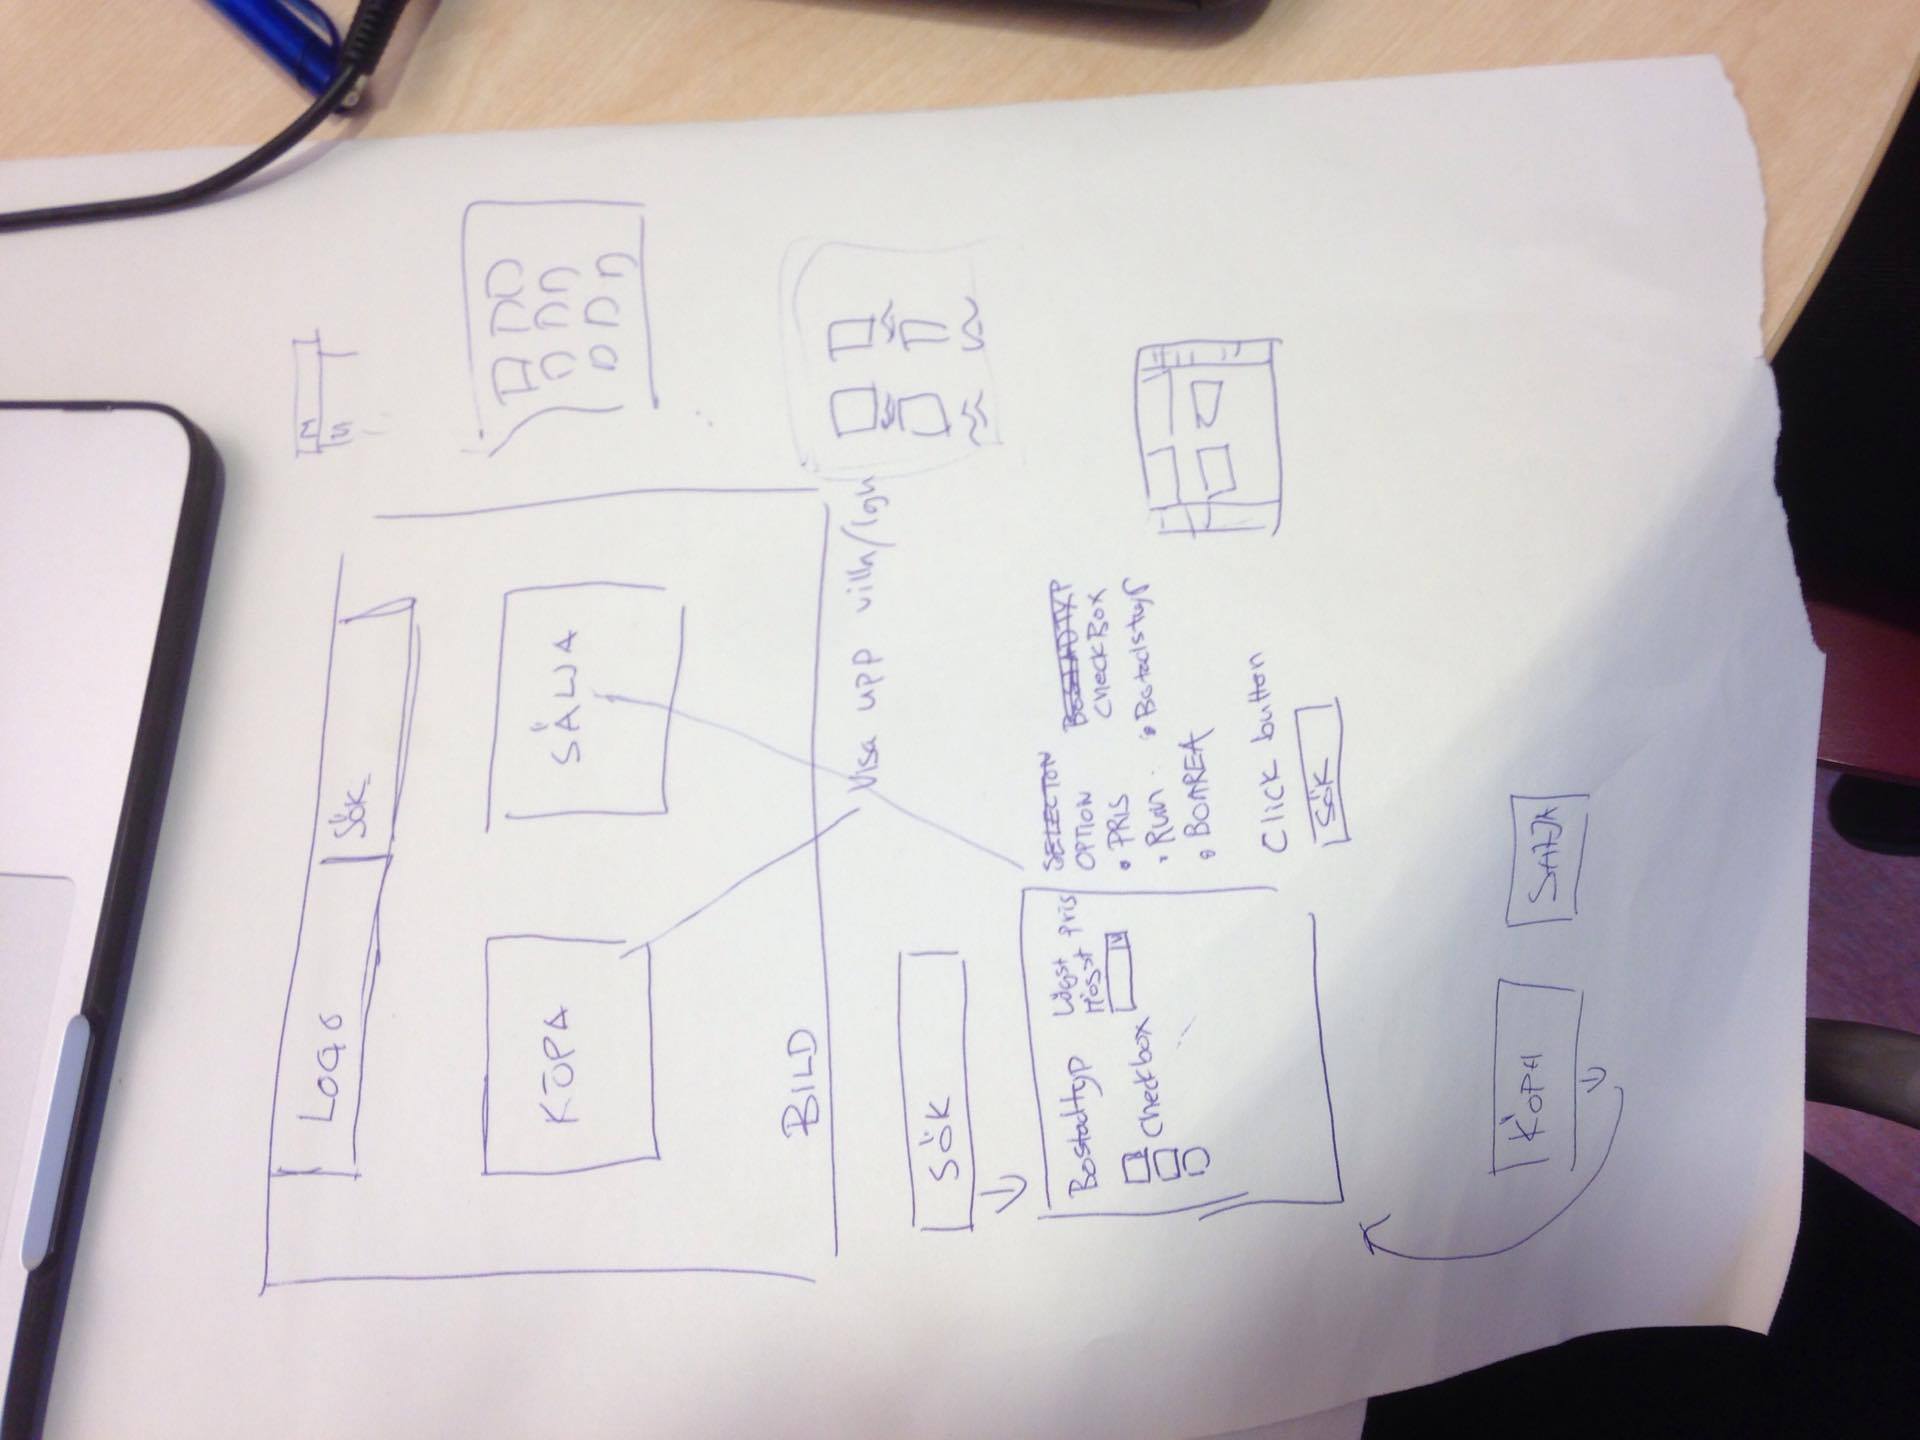 LOGO
SÖK
KÖPA
SÄLJA
BILD
Visa upp villa/lgh
SÖK
Bostadtyp
Lägst Pris
Högst
Checkbox
SELECTON
OPTION
• PRIS
• Rum
• BOAREA
BOSTADTYP
CheckBox
• Bostadstyp
Click button
SÖK
KÖPA
SÄLJA